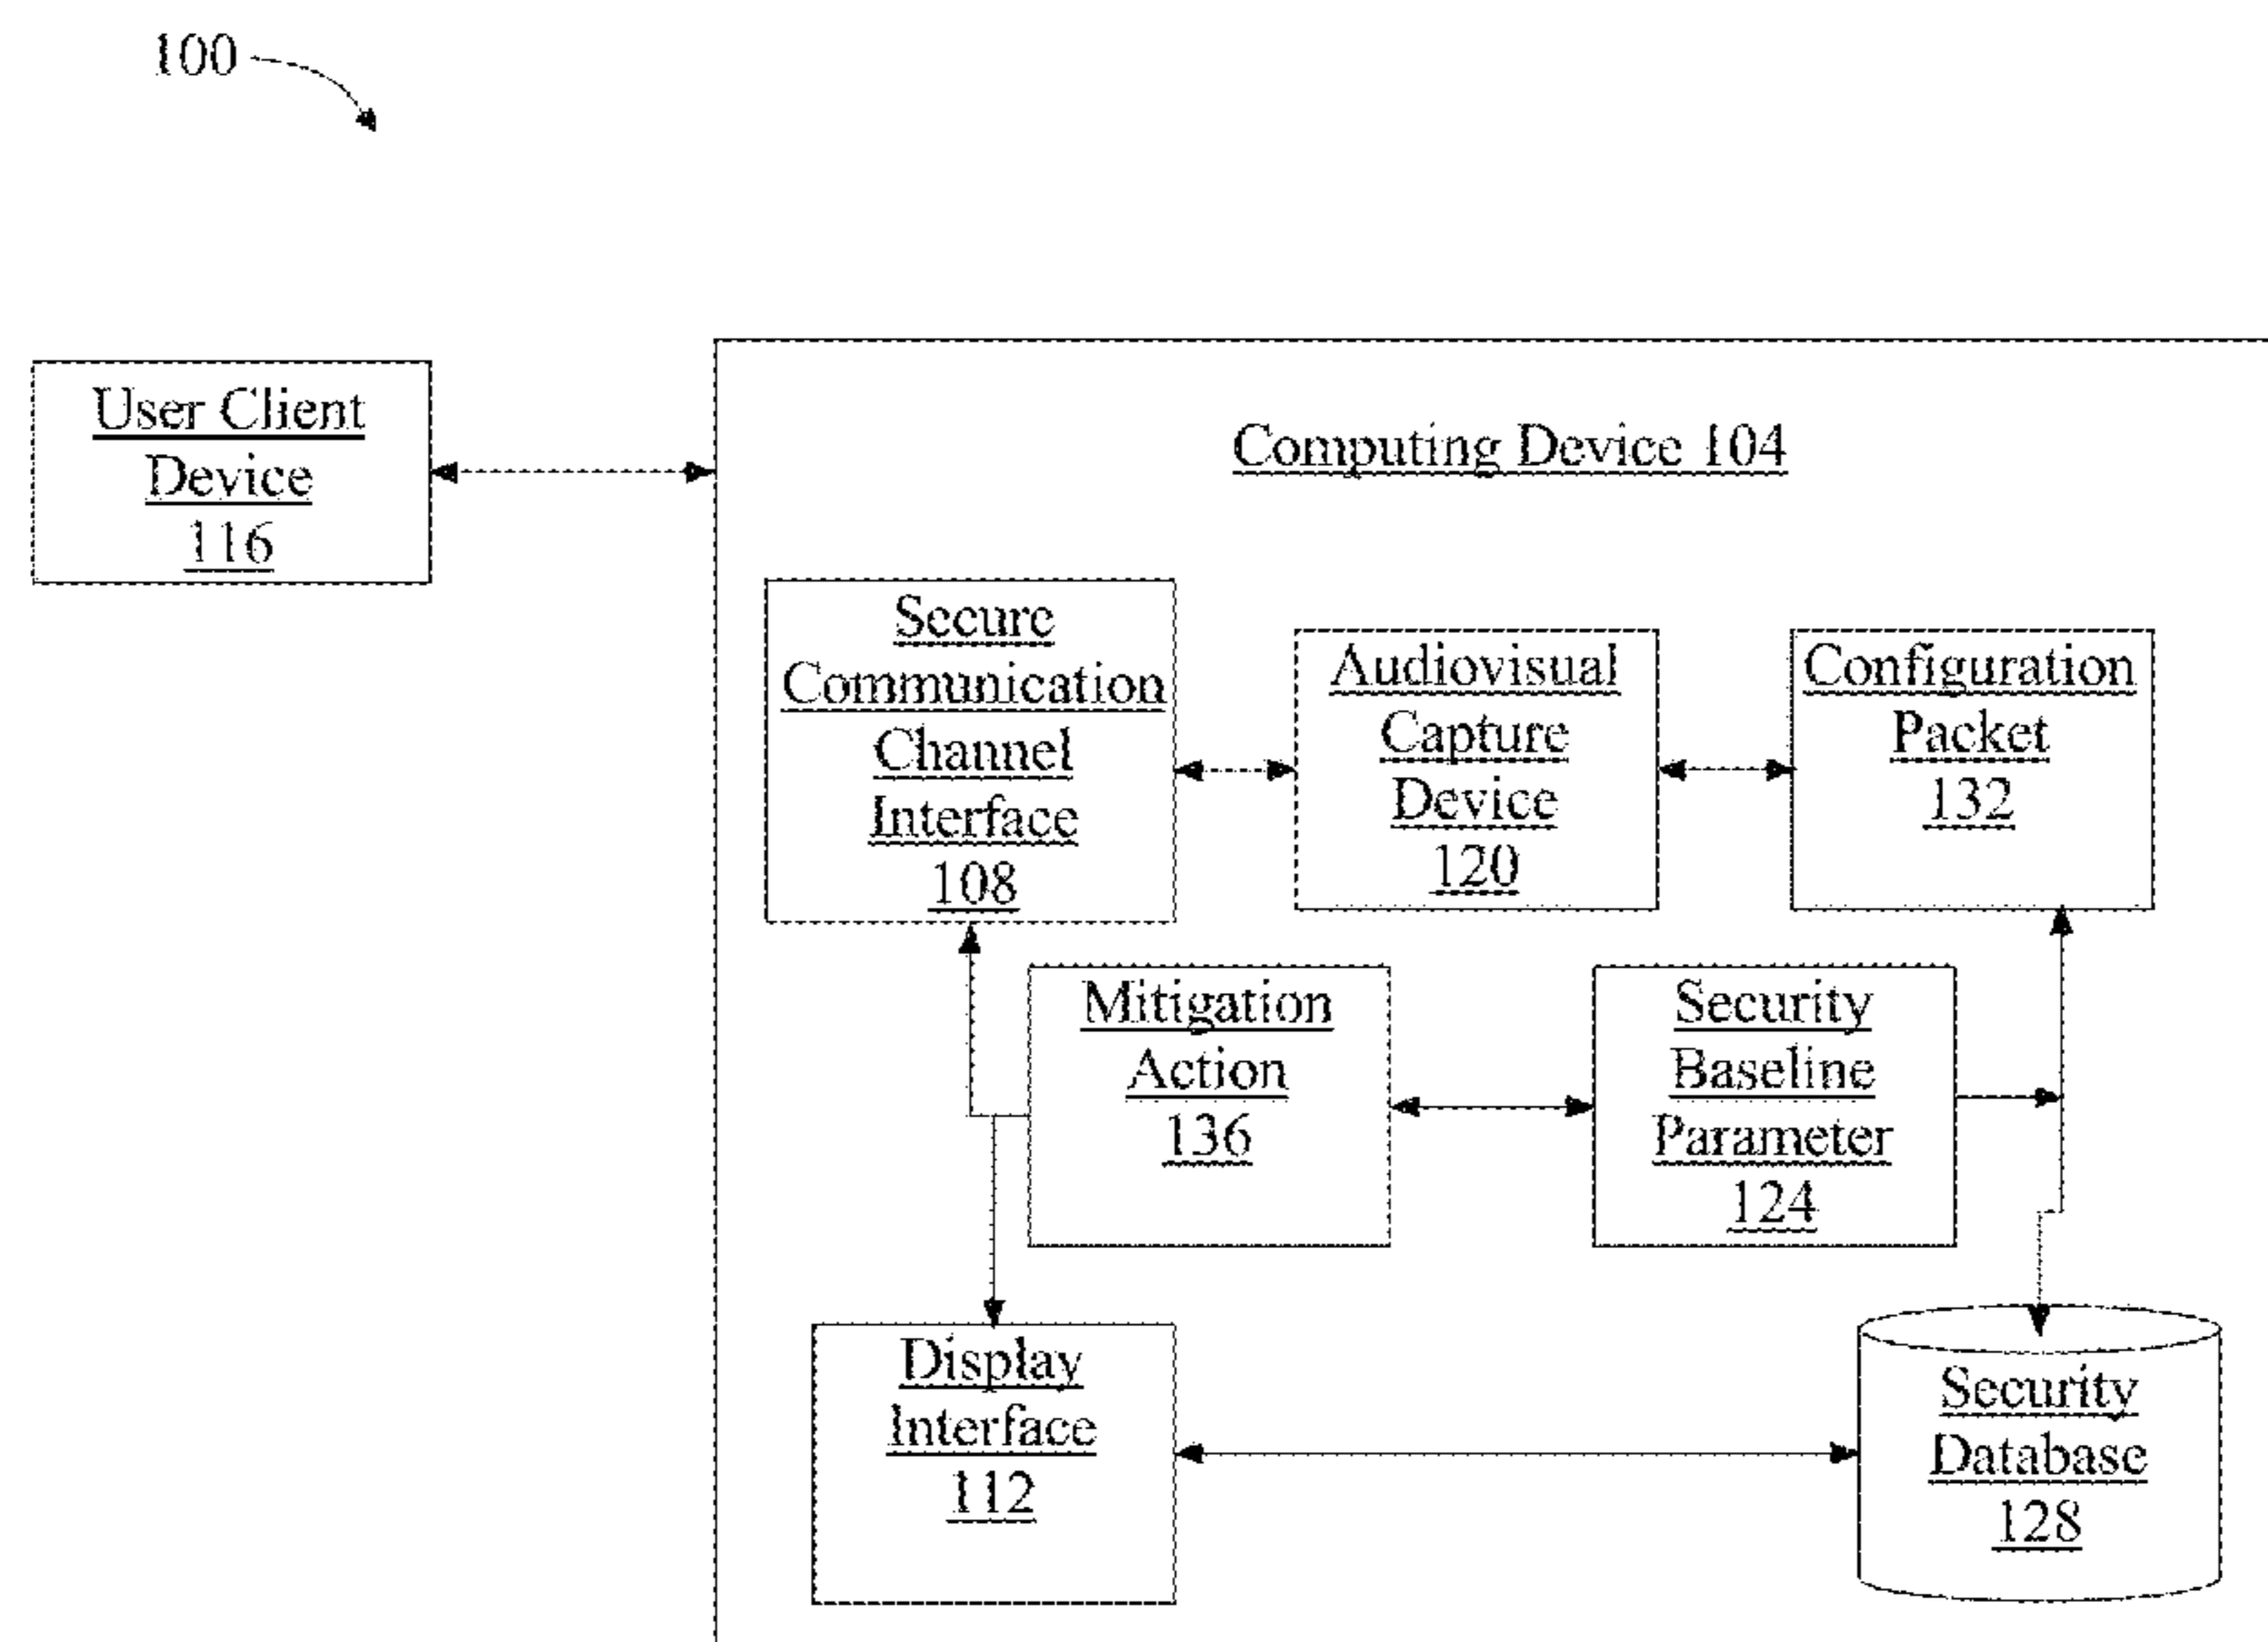 100
User Client
Device
116
Computing Device 104
Secure
Communication
Channel
Interface
108
Audiovisual
Capture
Device
120
Configuration
Packet
132
Mitigation
Action
136
Security
Baseline
Parameter
124
Display
Interface
112
Security
Database
128